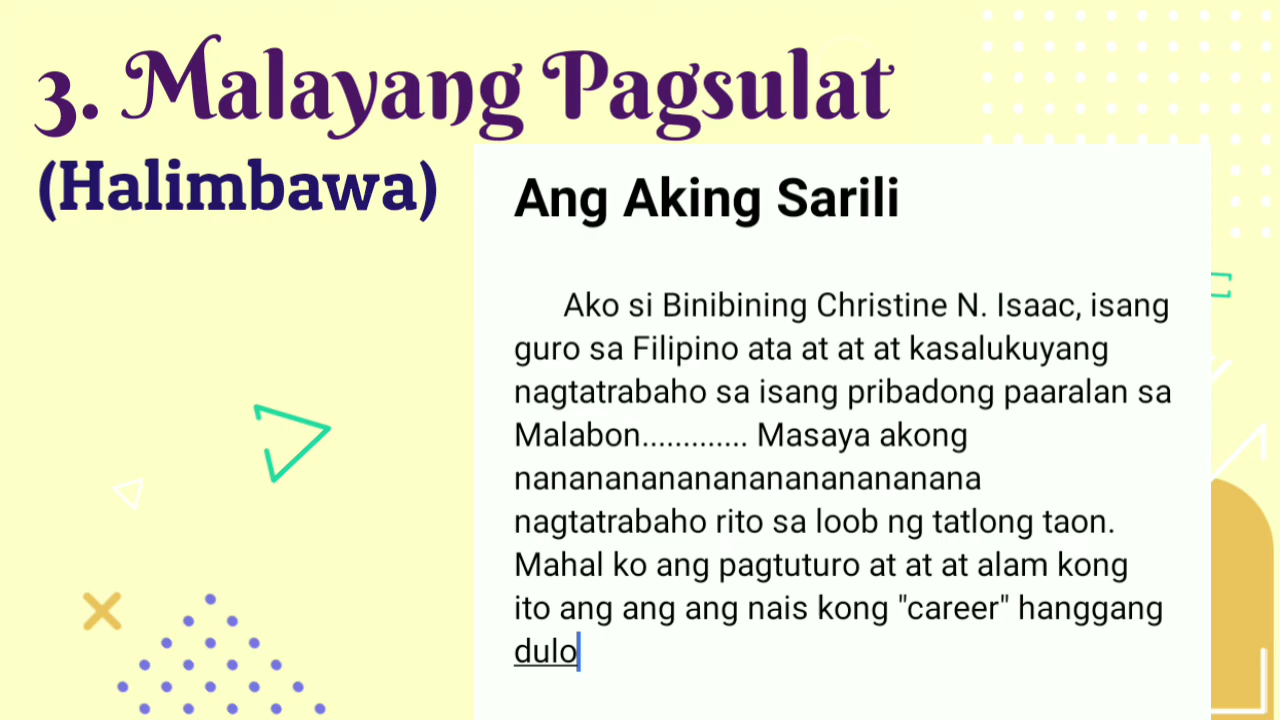 3. Malayang Pagsulat
(Halimbawa)
Ang Aking Sarili
Ako si Binibining Christine N. Isaac, isang
guro sa Filipino ata at at at kasalukuyang
nagtatrabaho sa isang pribadong paaralan sa
Malabon............. Masaya akong
nanananananananananananana
nagtatrabaho rito sa loob ng tatlong taon.
Mahal ko ang pagtuturo at at at alam kong
ito ang ang ang nais kong "career" hanggang
dulo